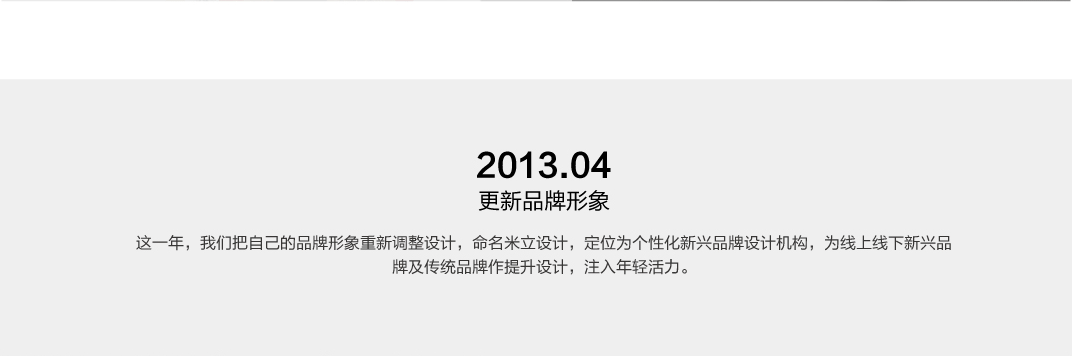 2013.04
更新品牌形象
这一年，我们把自己的品牌形象重新调整设计，命名米立设计，定位为个性化新兴品牌设计机构，为线上线下新兴品
牌及传统品牌作提升设计，注入年轻活力。